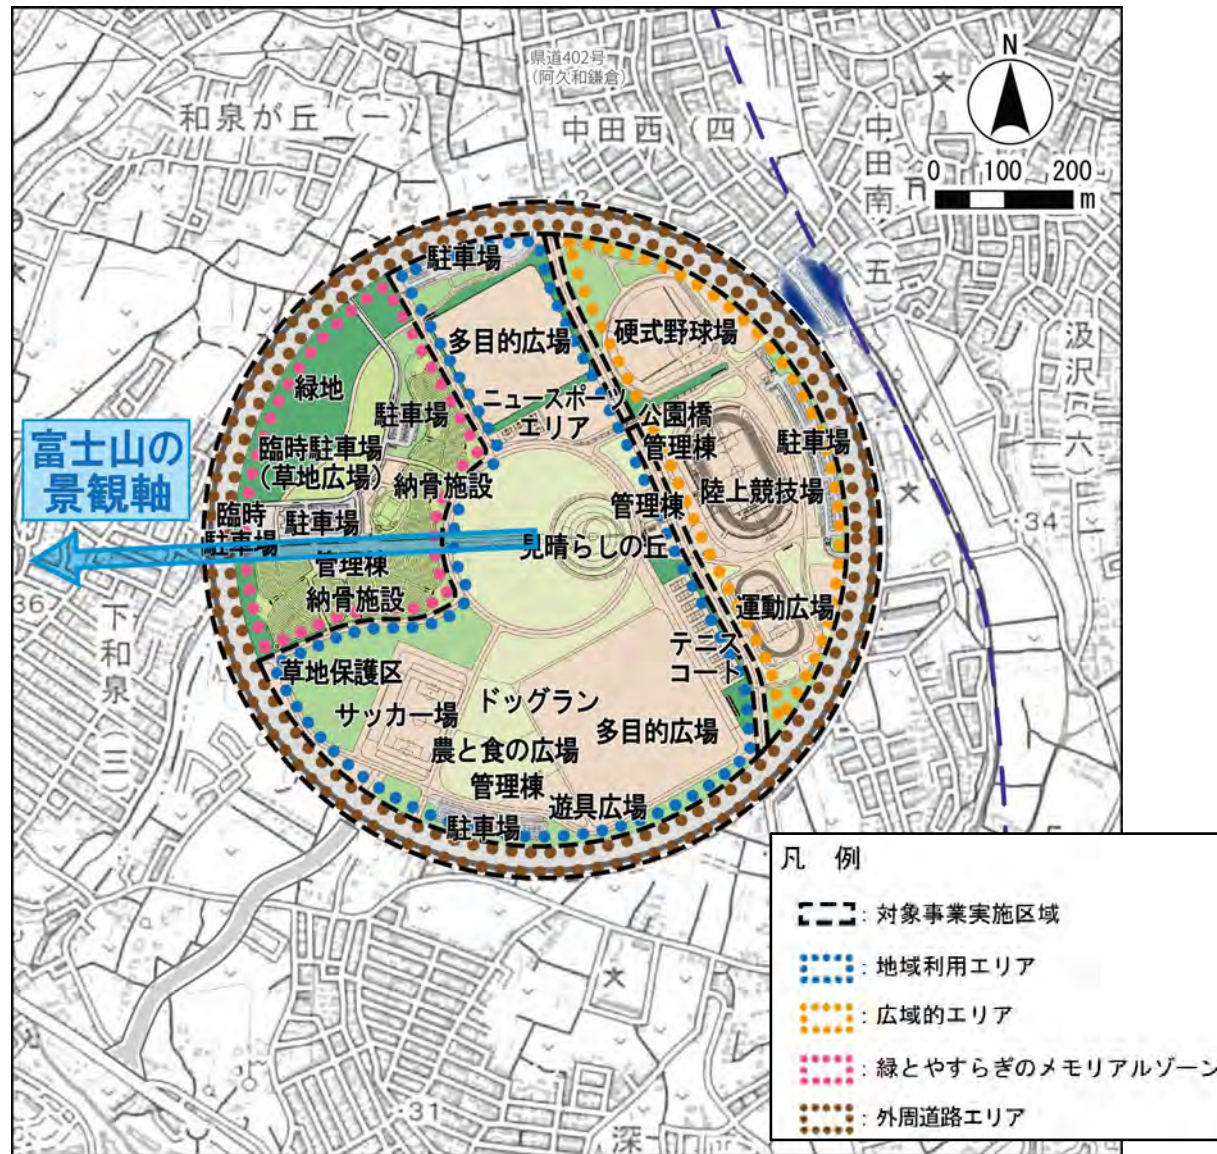 県道402号
(阿久和鎌倉)
N
和泉が丘(一)
中田西(四)
中田南(五)
0 100 200
m
42
駐車場
多目的広場
硬式野球場
緑地
駐車場
ニュースポーツ
エリア
公園橋
管理棟
駐車場
汲沢(六)
富士山の
景観軸
臨時駐車場
(草地広場)
納骨施設
管理棟
陸上競技場
臨時
駐車場
駐車場
34
見晴らしの丘
管理棟
36
納骨施設
運動広場
下和泉(三)
テニス
コート
草地保護区
ドッグラン
サッカー場
多目的広場
農と食の広場
管理棟
遊具広場
駐車場
凡 例
:対象事業実施区域
:地域利用エリア
:広域的エリア
:緑とやすらぎのメモリアルゾーン
:外周道路エリア
31
深